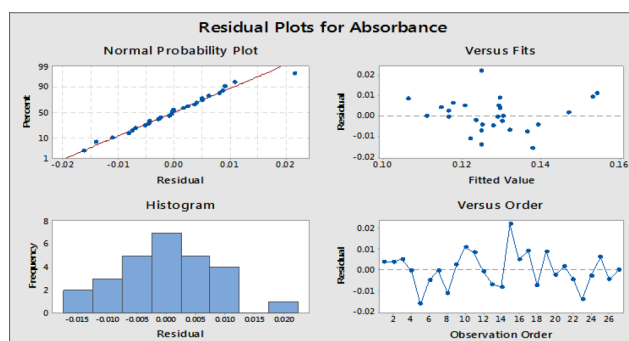 Residual Plots for Absorbance
Normal Probability Plot
99
90
50
10
1
Percent
-0.02 -0.01 0.00 0.01 0.02
Residual
Versus Fits
0.02
0.01
0.00
-0.01
-0.02
Residual
0.10 0.12 0.14 0.16
Fitted Value
Histogram
8
6
4
2
0
Frequency
-0.015 -0.010 -0.005 0.000 0.005 0.010 0.015 0.020
Residual
Versus Order
0.02
0.01
0.00
-0.01
-0.02
Residual
2 4 6 8 10 12 14 16 18 20 22 24 26
Observation Order